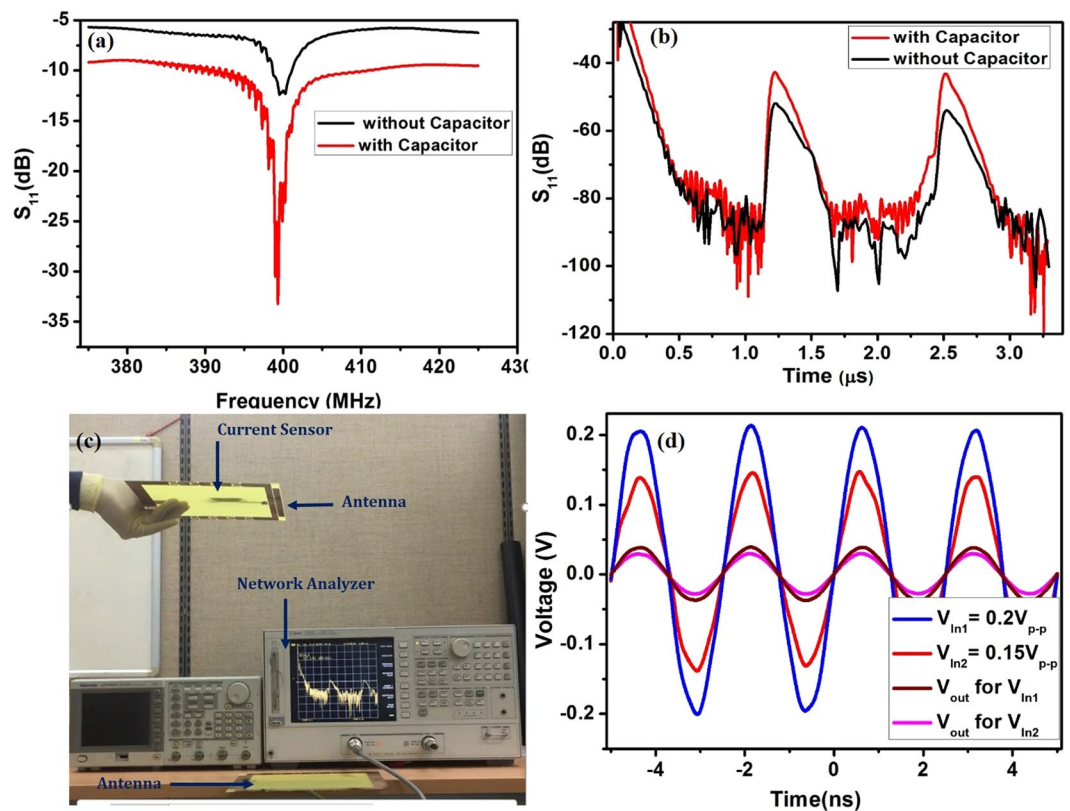 (a)
-5
-10
-15
-20
-25
-30
-35
S11(dB)
without Capacitor
with Capacitor
380 390 400 410 420 430
Frequency (MHz)
(b)
-40
-60
-80
-100
-120
S11(dB)
with Capacitor
without Capacitor
0.0 0.5 1.0 1.5 2.0 2.5 3.0
Time (μs)
(c)
Current Sensor
Antenna
Network Analyzer
Antenna
(d)
0.2
0.1
0.0
-0.1
-0.2
Voltage (V)
VIn1= 0.2Vp-p
VIn2= 0.15Vp-p
Vout for VIn1
Vout for VIn2
-4 -2 0 2 4
Time(ns)